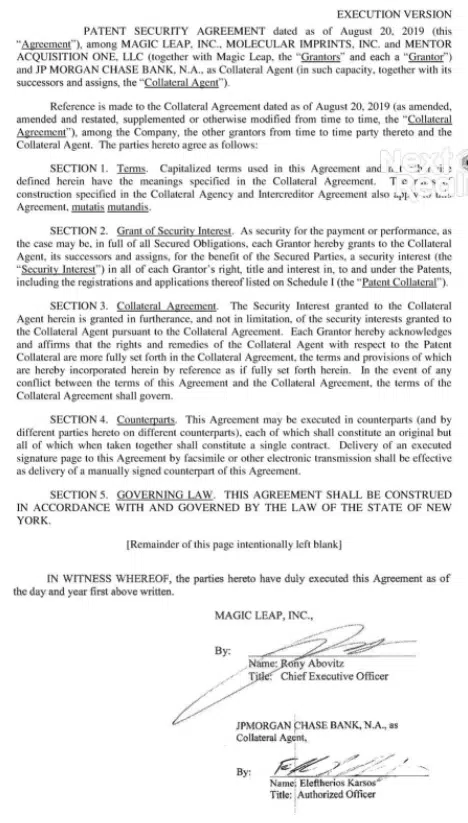 EXECUTION VERSION
PATENT SECURITY AGREEMENT dated as of August 20, 2019 (this
“Agreement”), among MAGIC LEAP, INC., MOLECULAR IMPRINTS, INC. and MENTOR
ACQUISITION ONE, LLC (together with Magic Leap, the “Grantors” and each a “Grantor”)
and JP MORGAN CHASE BANK, N.A., as Collateral Agent (in such capacity, together with its
successors and assigns, the “Collateral Agent”).
Reference is made to the Collateral Agreement dated as of August 20, 2019 (as amended,
amended and restated, supplemented or otherwise modified from time to time, the “Collateral
Agreement”), among the Company, the other grantors from time to time party thereto and the
Collateral Agent. The parties hereto agree as follows:
SECTION 1. Terms. Capitalized terms used in this Agreement and
defined herein have the meanings specified in the Collateral Agreement.
construction specified in the Collateral Agency and Intercreditor Agreement also
Agreement, mutatis mutandis.
Next
Reality
SECTION 2. Grant of Security Interest. As security for the payment or performance, as
the case may be, in full of all Secured Obligations, each Grantor hereby grants to the Collateral
Agent, its successors and assigns, for the benefit of the Secured Parties, a security interest (the
“Security Interest”) in all of each Grantor’s right, title and interest in, to and under the Patents,
including the registrations and applications thereof listed on Schedule I (the “Patent Collateral”).
SECTION 3. Collateral Agreement. The Security Interest granted to the Collateral
Agent herein is granted in furtherance, and not in limitation, of the security interests granted to
the Collateral Agent pursuant to the Collateral Agreement. Each Grantor hereby acknowledges
and affirms that the rights and remedies of the Collateral Agent with respect to the Patent
Collateral are more fully set forth in the Collateral Agreement, the terms and provisions of which
are hereby incorporated herein by reference as if fully set forth herein. In the event of any
conflict between the terms of this Agreement and the Collateral Agreement, the terms of the
Collateral Agreement shall govern.
SECTION 4. Counterparts. This Agreement may be executed in counterparts (and by
different parties hereto on different counterparts), each of which shall constitute an original but
all of which when taken together shall constitute a single contract. Delivery of an executed
signature page to this Agreement by facsimile or other electronic transmission shall be effective
as delivery of a manually signed counterpart of this Agreement.
SECTION 5. GOVERNING LAW. THIS AGREEMENT SHALL BE CONSTRUED
IN ACCORDANCE WITH AND GOVERNED BY THE LAW OF THE STATE OF NEW
YORK.
[Remainder of this page intentionally left blank]
IN WITNESS WHEREOF, the parties hereto have duly executed this Agreement as of
the day and year first above written.
MAGIC LEAP, INC.,
By:
Name: Rony Abovitz
Title: Chief Executive Officer
JPMORGAN CHASE BANK, N.A., as
Collateral Agent,
By:
Name: Eleftherios Karsos
Title: Authorized Officer